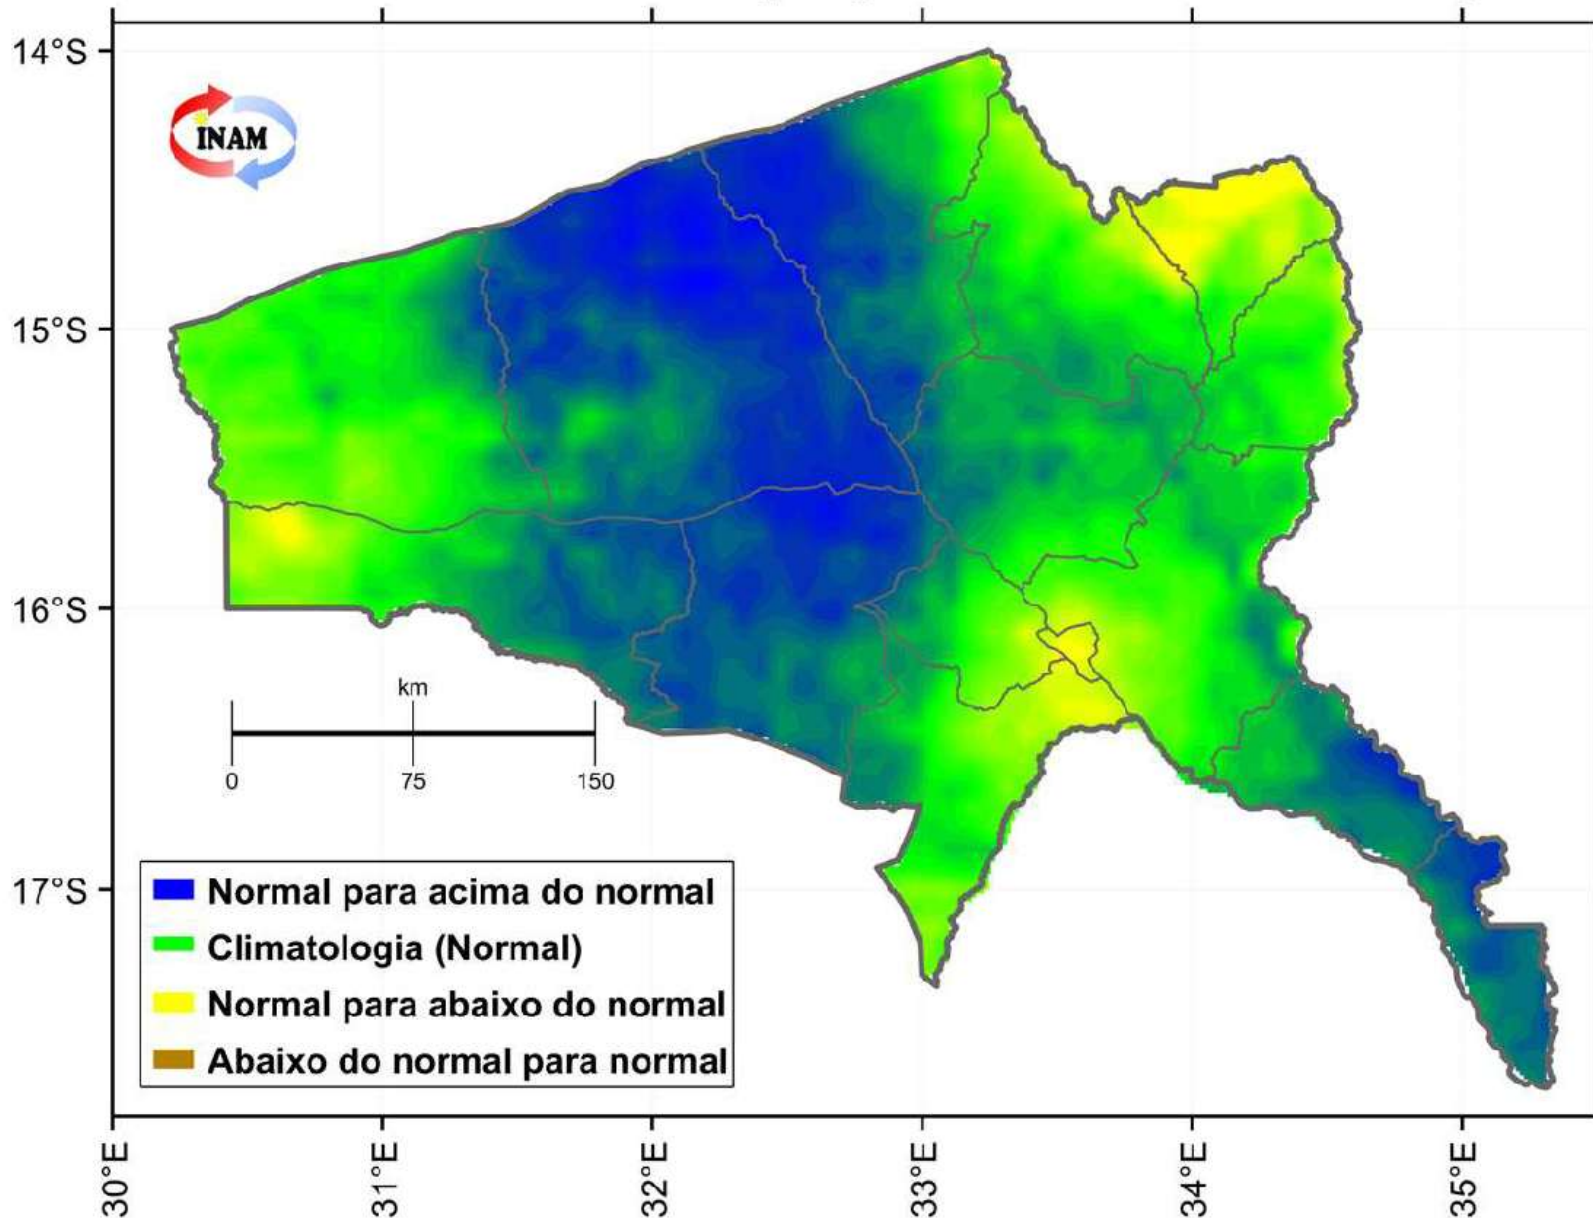 14°S
INAM
15°S
16°S
km
0 75 150
17°S
Normal para acima do normal
Climatologia (Normal)
Normal para abaixo do normal
Abaixo do normal para normal
30°E 31°E 32°E 33°E 34°E 35°E